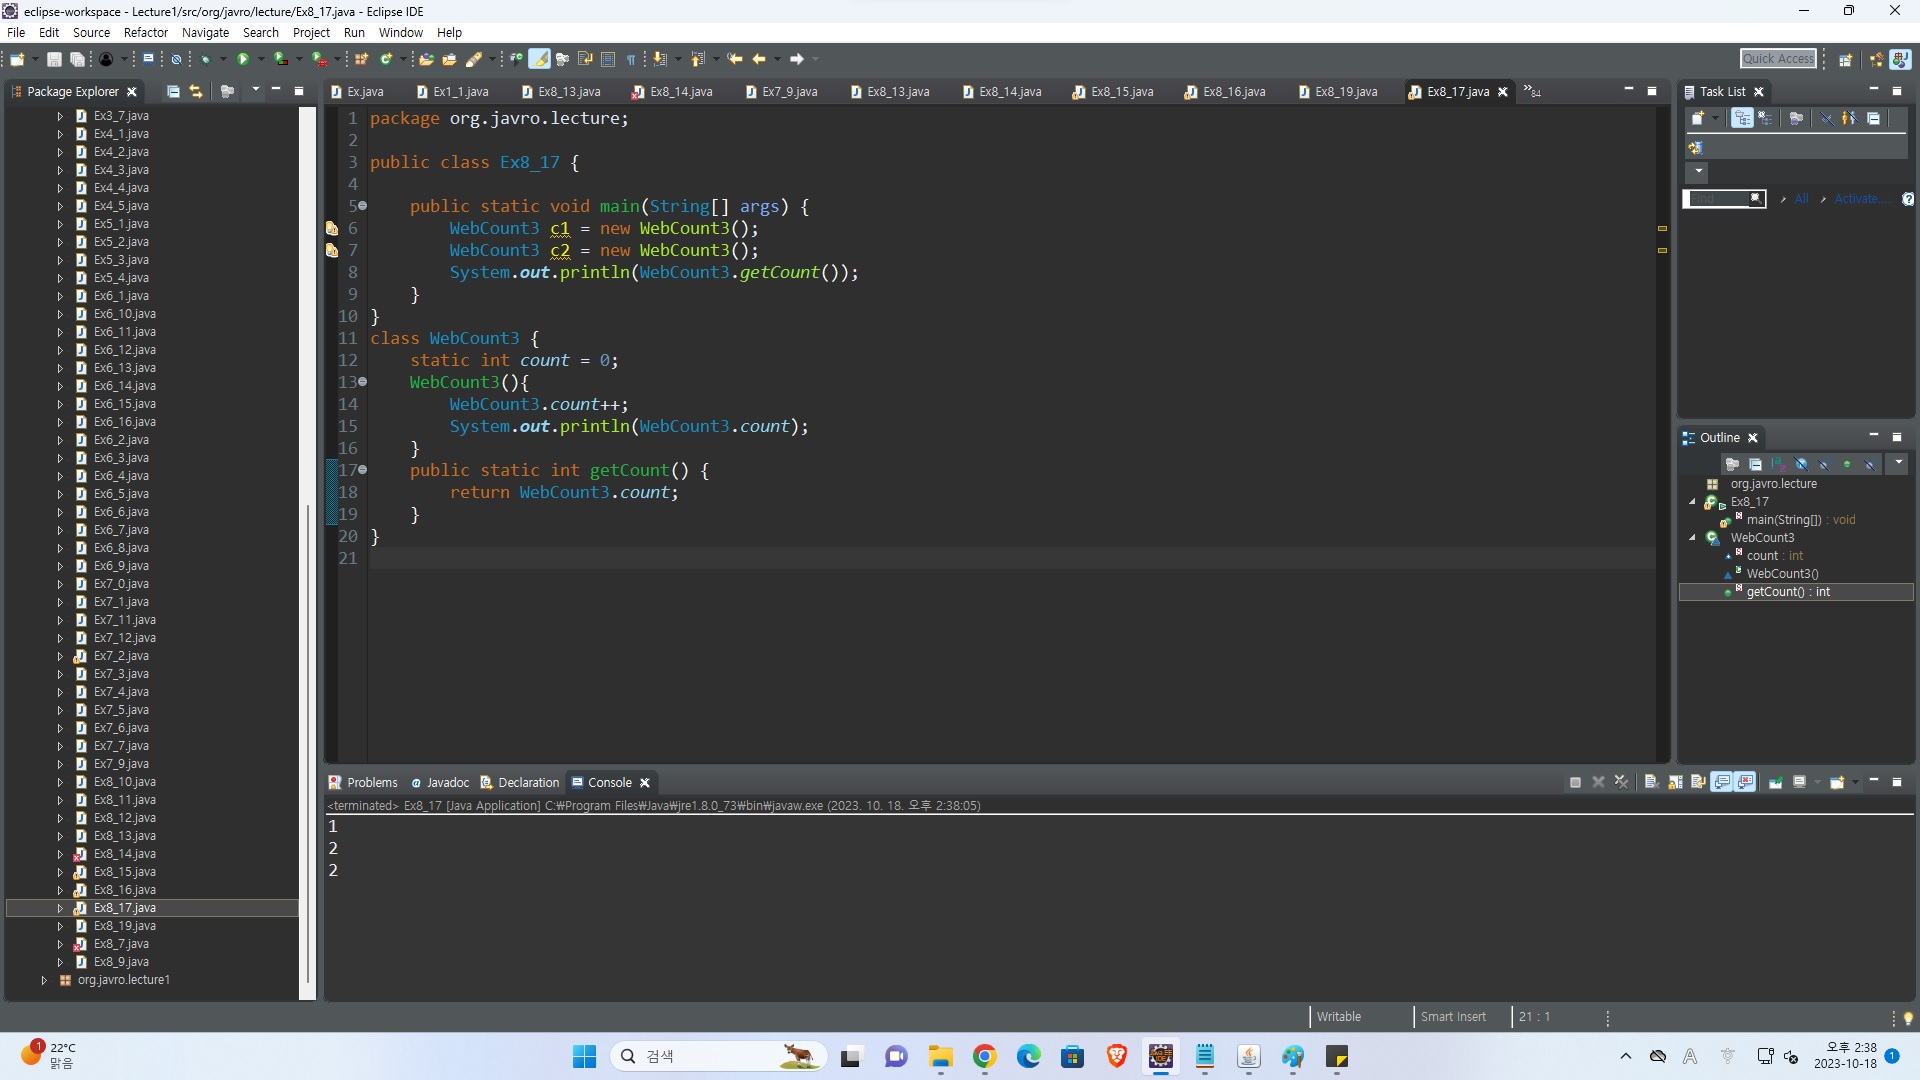 eclipse-workspace - Lecture1/src/org/javro/lecture/Ex8_17.java - Eclipse IDE
File Edit Source Refactor Navigate Search Project Run Window Help
Quick Access
Package Explorer
Ex3_7.java
Ex4_1.java
Ex4_2.java
Ex4_3.java
Ex4_4.java
Ex4_5.java
Ex5_1.java
Ex5_2.java
Ex5_3.java
Ex5_4.java
Ex6_1.java
Ex6_10.java
Ex6_11.java
Ex6_12.java
Ex6_13.java
Ex6_14.java
Ex6_15.java
Ex6_16.java
Ex6_2.java
Ex6_3.java
Ex6_4.java
Ex6_5.java
Ex6_6.java
Ex6_7.java
Ex6_8.java
Ex6_9.java
Ex7_0.java
Ex7_1.java
Ex7_11.java
Ex7_12.java
Ex7_2.java
Ex7_3.java
Ex7_4.java
Ex7_5.java
Ex7_6.java
Ex7_7.java
Ex7_9.java
Ex8_10.java
Ex8_11.java
Ex8_12.java
Ex8_13.java
Ex8_14.java
Ex8_15.java
Ex8_16.java
Ex8_17.java
Ex8_19.java
Ex8_7.java
Ex8_9.java
org.javro.lecture1
Ex.java Ex1_1.java Ex8_13.java Ex8_14.java Ex7_9.java Ex8_13.java Ex8_14.java Ex8_15.java Ex8_16.java Ex8_19.java Ex8_17.java »84
1 package org.javro.lecture;
2
3 public class Ex8_17 {
4
5 public static void main(String[] args) {
6 WebCount3 c1 = new WebCount3();
7 WebCount3 c2 = new WebCount3();
8 System.out.println(WebCount3.getCount());
9 }
10 }
11 class WebCount3 {
12 static int count = 0;
13 WebCount3(){
14 WebCount3.count++;
15 System.out.println(WebCount3.count);
16 }
17 public static int getCount() {
18 return WebCount3.count;
19 }
20 }
21
Task List
Find All Activate...
Outline
org.javro.lecture
Ex8_17
main(String[]) : void
WebCount3
count : int
WebCount3()
getCount() : int
Problems Javadoc Declaration Console
<terminated> Ex8_17 [Java Application] C:₩Program Files₩Java₩jre1.8.0_73₩bin₩javaw.exe (2023. 10. 18. 오후 2:38:05)
1
2
2
Writable Smart Insert 21 : 1
1
22°C
맑음
검색
오후 2:38
2023-10-18
1